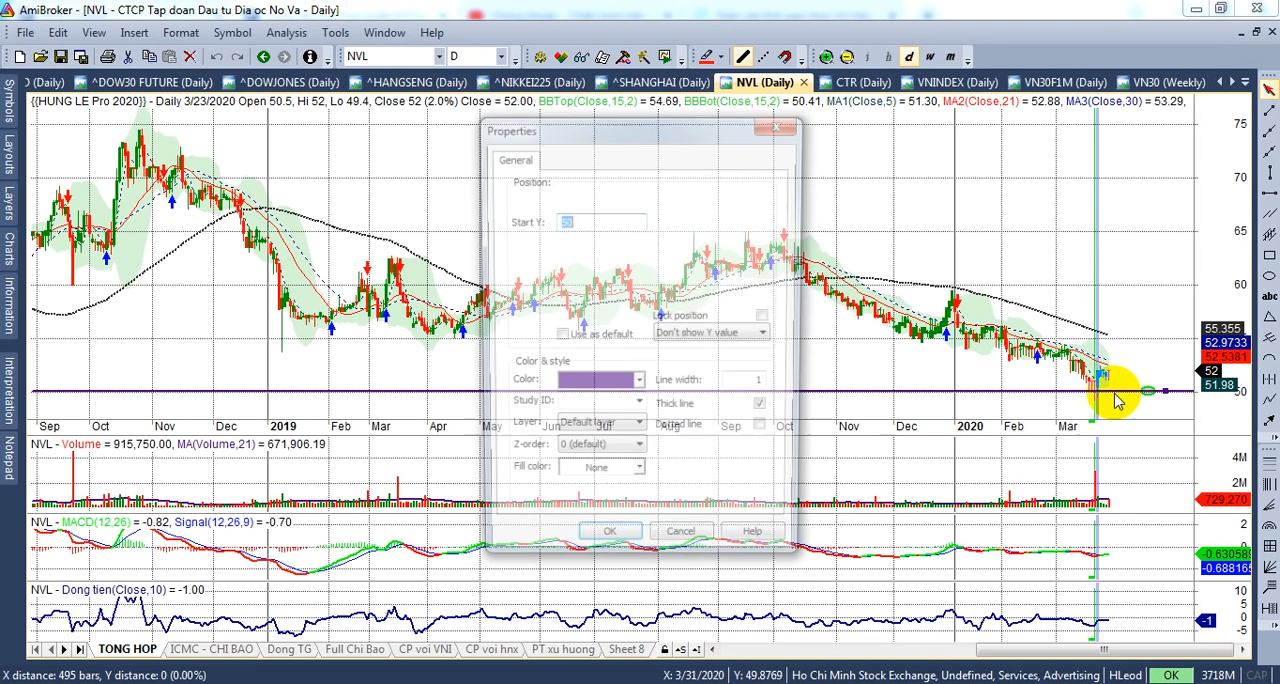 AmiBroker - [NVL - CTCP Tap doan Dau tu Dia oc No Va - Daily]
File Edit View Insert Format Symbol Analysis Tools Window Help
NVL D i h d w m
) (Daily) ^DOW30 FUTURE (Daily) ^DOWJONES (Daily) ^HANGSENG (Daily) ^NIKKEI225 (Daily) ^SHANGHAI (Daily) NVL (Daily) CTR (Daily) VNINDEX (Daily) VN30F1M (Daily) VN30 (Weekly)
{{HUNG LE Pro 2020}} - Daily 3/23/2020 Open 50.5, Hi 52, Lo 49.4, Close 52 (2.0%) Close = 52.00, BBTop(Close,15,2) = 54.69, BBBot(Close,15,2) = 50.41, MA1(Close,5) = 51.30, MA2(Close,21) = 52.88, MA3(Close,30) = 53.29,
Symbols
Layouts
Layers
Charts
Information
Interpretation
Notepad
abc
75
70
65
60
55.355
52.9733
52.5381
52
51.98
50
Properties
General
Position:
Start Y: 50
Lock position
Use as default Don't show Y value
Color & style
Color: Line width: 1
Study ID: Thick line
Layer: Default layer Dotted line
Z-order: 0 (default)
Fill color: None
OK Cancel Help
Sep Oct Nov Dec 2019 Feb Mar Apr May Jun Jul Aug Sep Oct Nov Dec 2020 Feb Mar
NVL - Volume = 915,750.00, MA(Volume,21) = 671,906.19
4M
2M
729,270
NVL - MACD(12,26) = -0.82, Signal(12,26,9) = -0.70
2
0
-0.630589
-0.688165
NVL - Dong tien(Close,10) = -1.00
10
5
0
-1
-5
TONG HOP ICMC - CHI BAO Dong TG Full Chi Bao CP voi VNI CP voi hnx PT xu huong Sheet 8
X distance: 495 bars, Y distance: 0 (0.00%) X: 3/31/2020 Y: 49.8769 Ho Chi Minh Stock Exchange, Undefined, Services, Advertising HLeod OK 3718M CAP